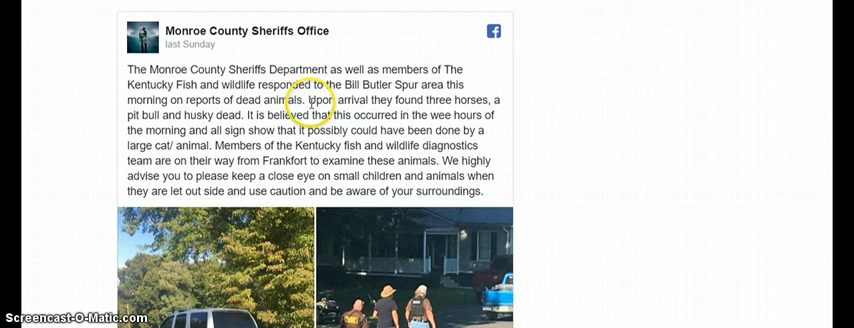 Monroe County Sheriffs Office
last Sunday
The Monroe County Sheriffs Department as well as members of The
Kentucky Fish and wildlife responded to the Bill Butler Spur area this
morning on reports of dead animals. Upon arrival they found three horses, a
pit bull and husky dead. It is believed that this occurred in the wee hours of
the morning and all sign show that it possibly could have been done by a
large cat/ animal. Members of the Kentucky fish and wildlife diagnostics
team are on their way from Frankfort to examine these animals. We highly
advise you to please keep a close eye on small children and animals when
they are let out side and use caution and be aware of your surroundings.
Screencast-O-Matic.com